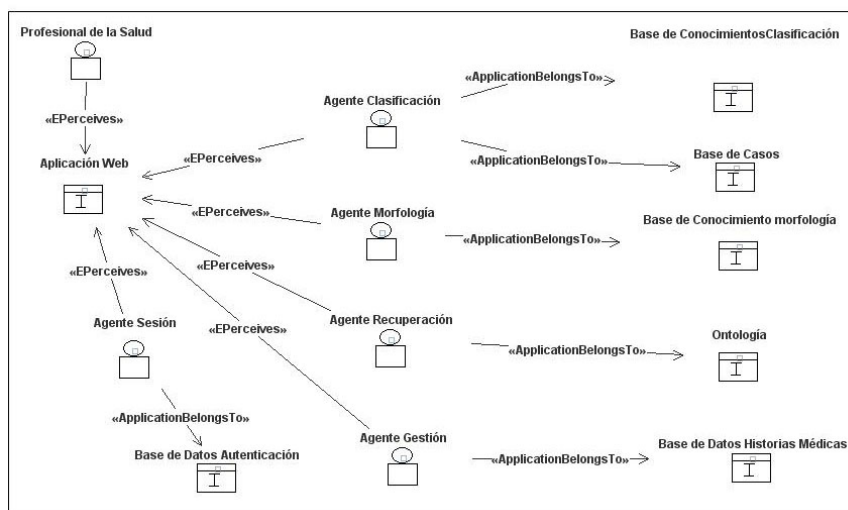 Profesional de la Salud
Base de ConocimientosClasificación
«ApplicationBelongsTo»
Agente Clasificación
«EPerceives»
«EPerceives»
Base de Casos
«ApplicationBelongsTo»
Aplicación Web
Agente Morfología
«EPerceives»
Base de Conocimiento morfología
«ApplicationBelongsTo»
«EPerceives»
«EPerceives»
Agente Sesión
Agente Recuperación
«EPerceives»
Ontología
«ApplicationBelongsTo»
«ApplicationBelongsTo»
Agente Gestión
Base de Datos Historias Médicas
Base de Datos Autenticación
«ApplicationBelongsTo»